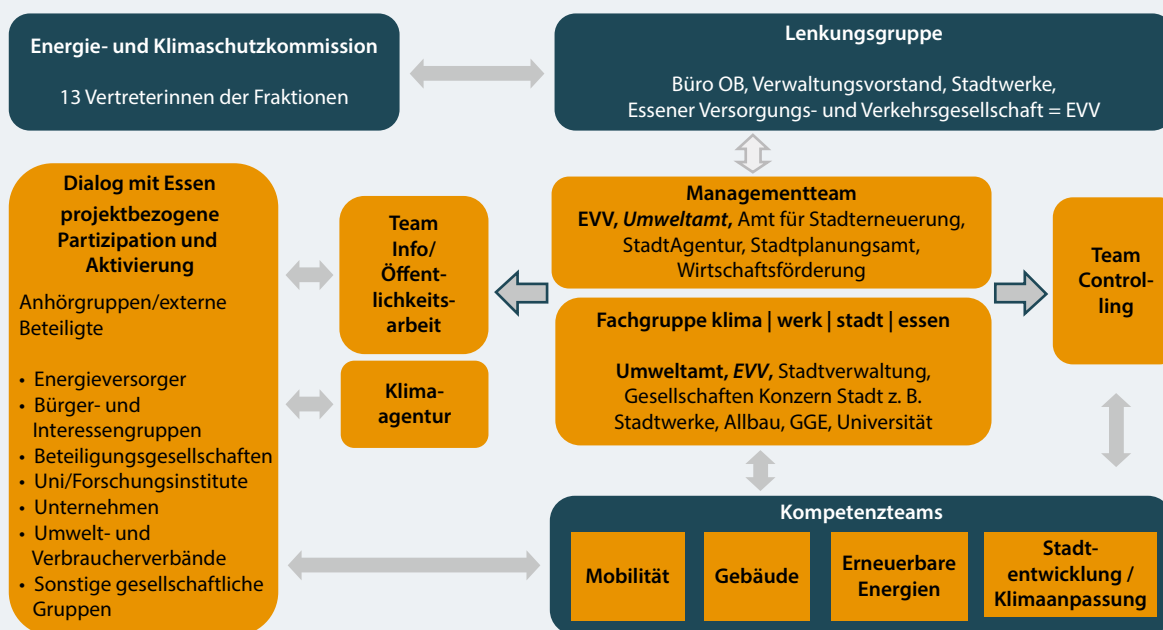 Energie- und Klimaschutzkommission
13 Vertreterinnen der Fraktionen
Lenkungsgruppe
Büro OB, Verwaltungsvorstand, Stadtwerke,
Essener Versorgungs- und Verkehrsgesellschaft = EVV
Dialog mit Essen
projektbezogene
Partizipation und
Aktivierung
Anhörgruppen/externe
Beteiligte
• Energieversorger
• Bürger- und
Interessengruppen
• Beteiligungsgesellschaften
• Uni/Forschungsinstitute
• Unternehmen
• Umwelt- und
Verbraucherverbände
• Sonstige gesellschaftliche
Gruppen
Team
Info/
Öffent-
lichkeits-
arbeit
Klima-
agentur
Managementteam
EVV, Umweltamt, Amt für Stadterneuerung,
StadtAgentur, Stadtplanungsamt,
Wirtschaftsförderung
Fachgruppe klima | werk | stadt | essen
Umweltamt, EVV, Stadtverwaltung,
Gesellschaften Konzern Stadt z. B.
Stadtwerke, Allbau, GGE, Universität
Team
Control-
ling
Kompetenzteams
Mobilität
Gebäude
Erneuerbare
Energien
Stadt-
entwicklung /
Klimaanpassung